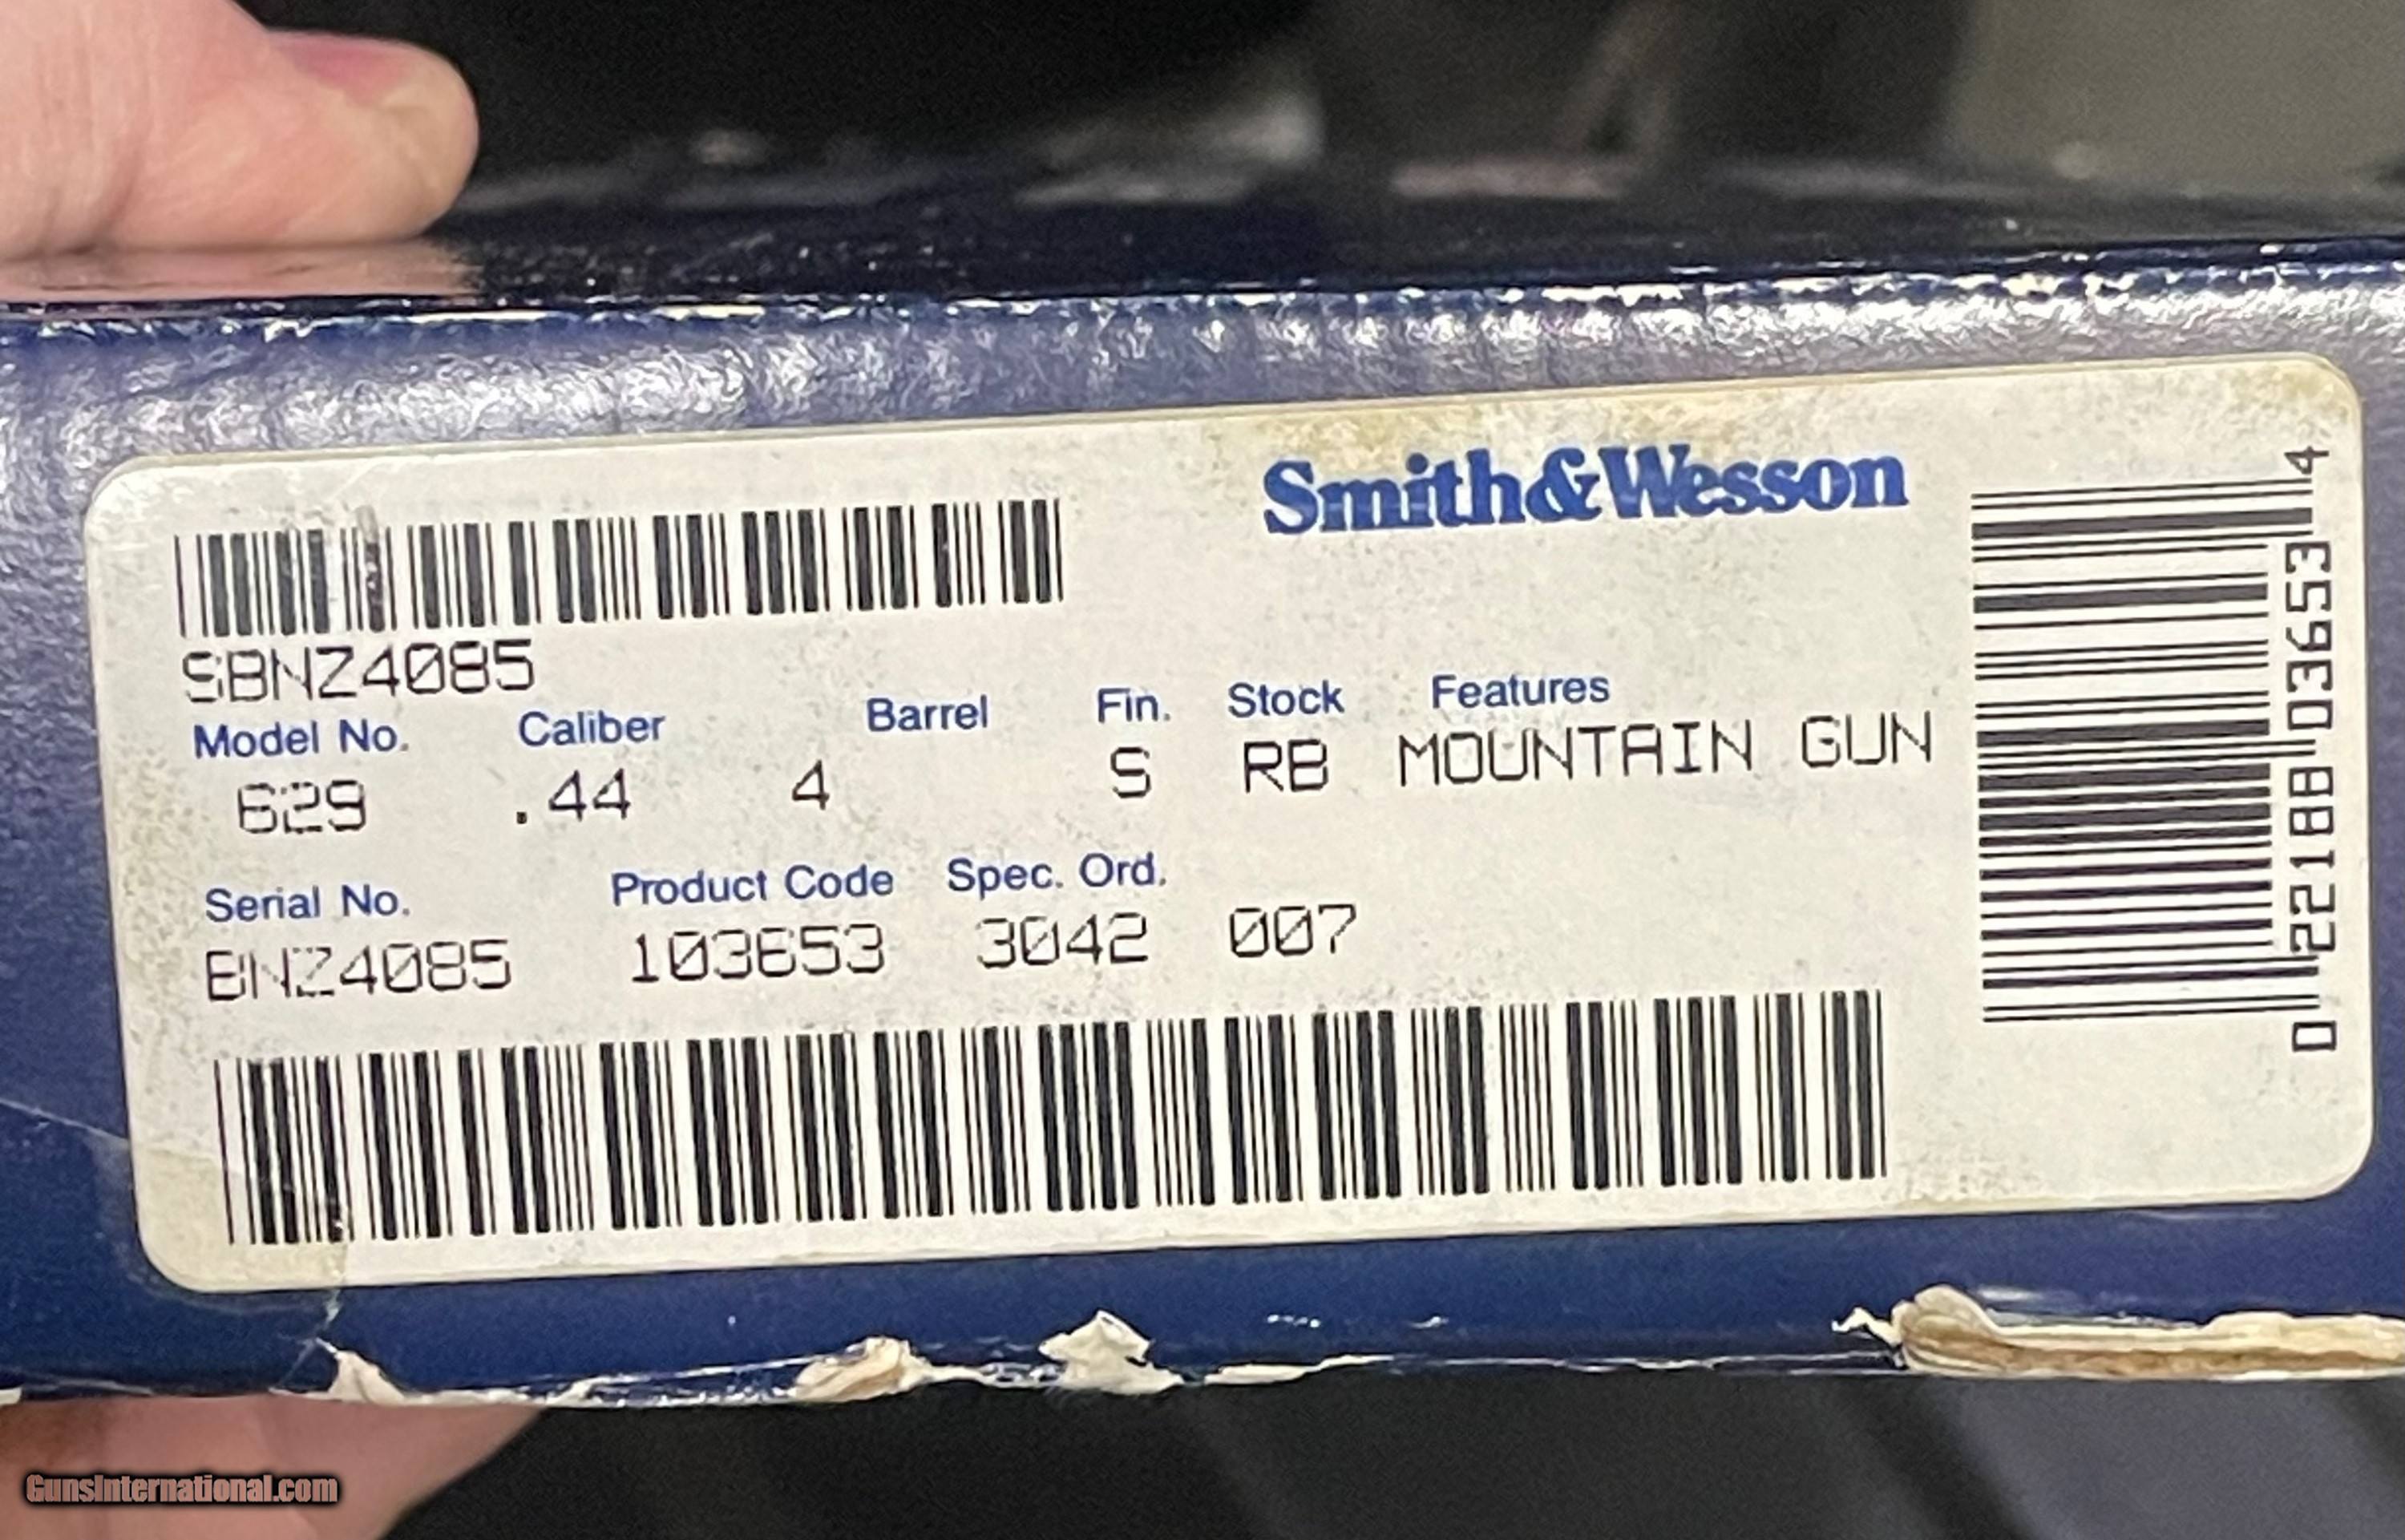 Smith&Wesson
SBNZ4085
Model No. Caliber Barrel Fin. Stock Features
629 .44 4 S RB MOUNTAIN GUN
Serial No. Product Code Spec. Ord.
BNZ4085 103653 3042 007
0 22188 03653 4
GunsInternational.com